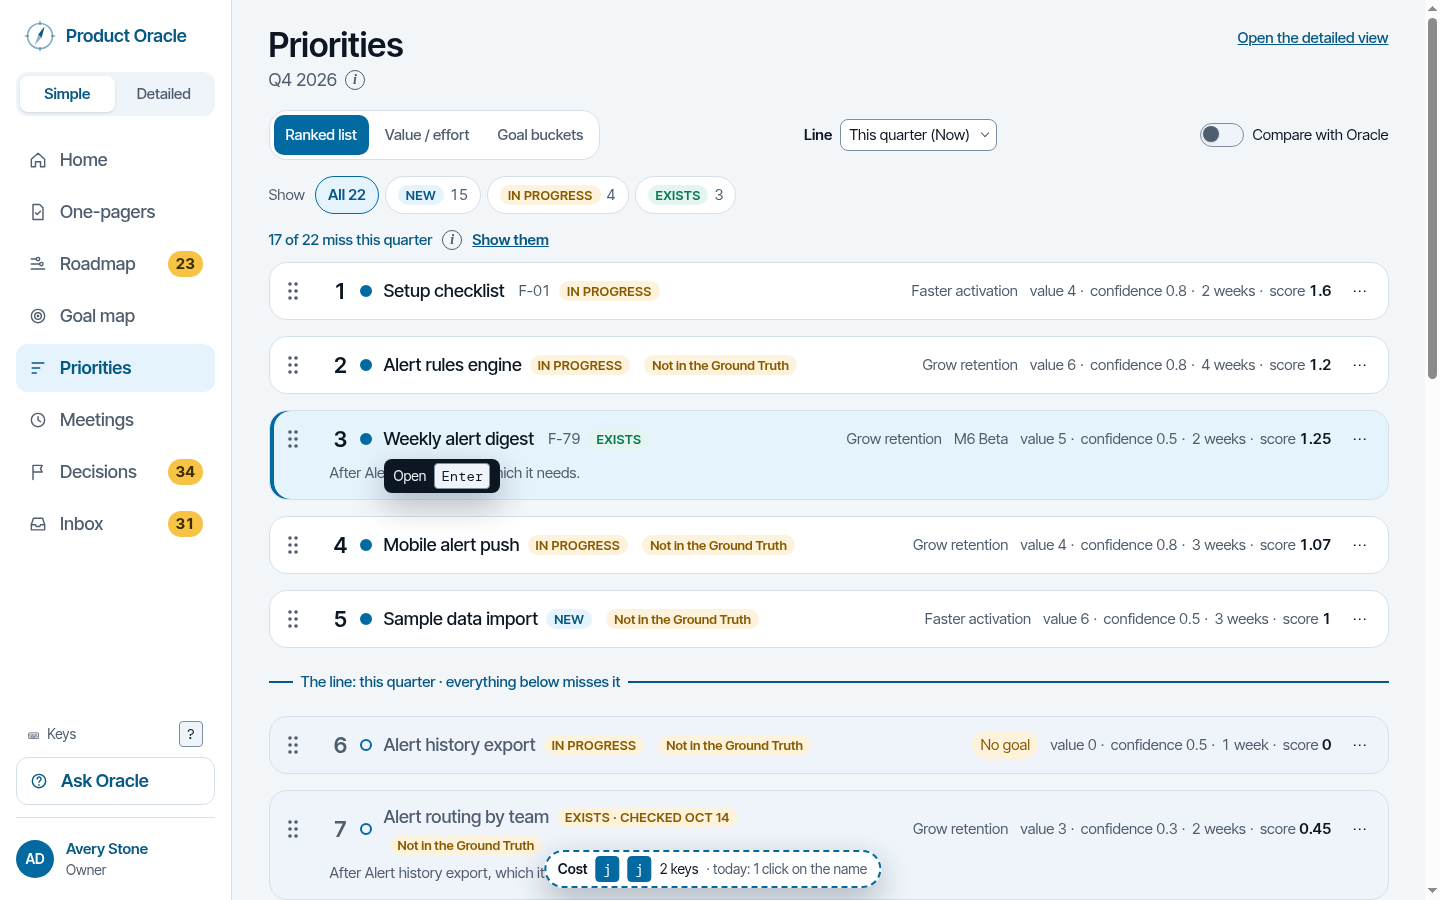 Product Oracle
Simple
Detailed
Home
One-pagers
Roadmap 23
Goal map
Priorities
Meetings
Decisions 34
Inbox 31
Keys ?
Ask Oracle
AD
Avery Stone
Owner
Priorities
Open the detailed view
Q4 2026 i
Ranked list
Value / effort
Goal buckets
Line This quarter (Now)
Compare with Oracle
Show All 22 NEW 15 IN PROGRESS 4 EXISTS 3
17 of 22 miss this quarter i Show them
1 Setup checklist F-01 IN PROGRESS Faster activation value 4 · confidence 0.8 · 2 weeks · score 1.6 ···
2 Alert rules engine IN PROGRESS Not in the Ground Truth Grow retention value 6 · confidence 0.8 · 4 weeks · score 1.2 ···
3 Weekly alert digest F-79 EXISTS Grow retention M6 Beta value 5 · confidence 0.5 · 2 weeks · score 1.25 ···
After Ale
Open Enter
ich it needs.
4 Mobile alert push IN PROGRESS Not in the Ground Truth Grow retention value 4 · confidence 0.8 · 3 weeks · score 1.07 ···
5 Sample data import NEW Not in the Ground Truth Faster activation value 6 · confidence 0.5 · 3 weeks · score 1 ···
The line: this quarter · everything below misses it
6 Alert history export IN PROGRESS Not in the Ground Truth No goal value 0 · confidence 0.5 · 1 week · score 0 ···
7 Alert routing by team EXISTS · CHECKED OCT 14 Grow retention value 3 · confidence 0.3 · 2 weeks · score 0.45 ···
Not in the Ground Truth
After Alert history export, which it
Cost j j 2 keys · today: 1 click on the name